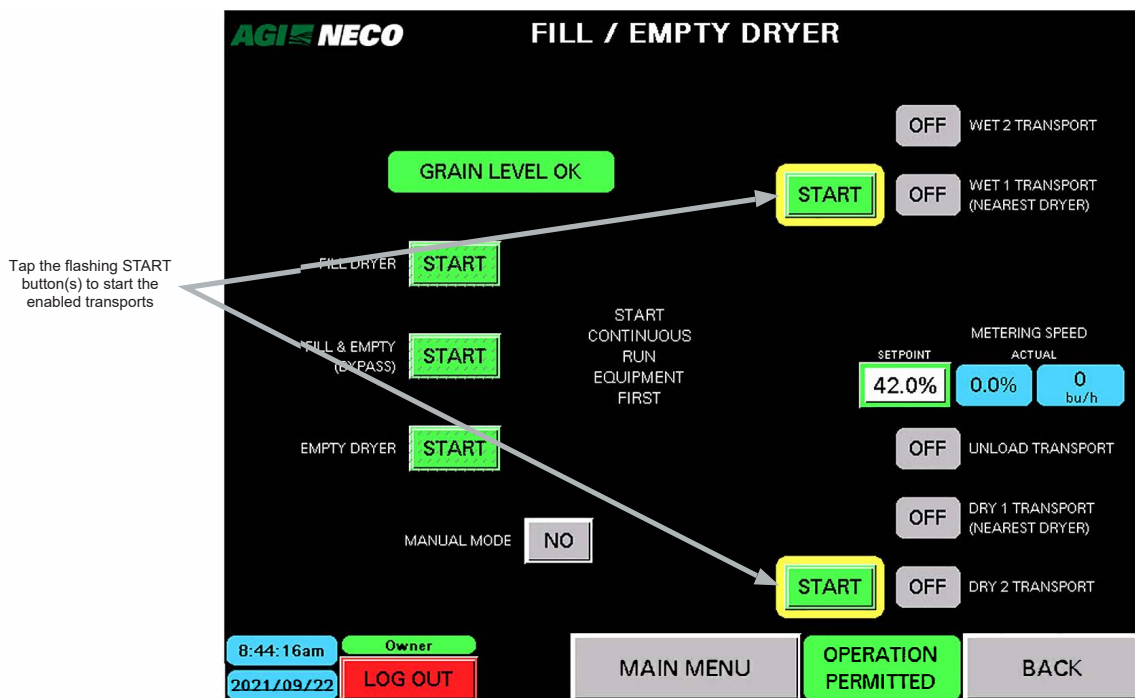 AGI NECO
FILL / EMPTY DRYER
OFF WET 2 TRANSPORT
GRAIN LEVEL OK
START OFF WET 1 TRANSPORT
(NEAREST DRYER)
Tap the flashing START
button(s) to start the
enabled transports
FILL DRYER START
FILL & EMPTY
(BYPASS)
START
EMPTY DRYER START
MANUAL MODE NO
START
CONTINUOUS
RUN
EQUIPMENT
FIRST
METERING SPEED
SETPOINT ACTUAL
42.0% 0.0% 0
bu/h
OFF UNLOAD TRANSPORT
OFF DRY 1 TRANSPORT
(NEAREST DRYER)
START OFF DRY 2 TRANSPORT
8:44:16am
2021/09/22
Owner
LOG OUT
MAIN MENU
OPERATION
PERMITTED
BACK